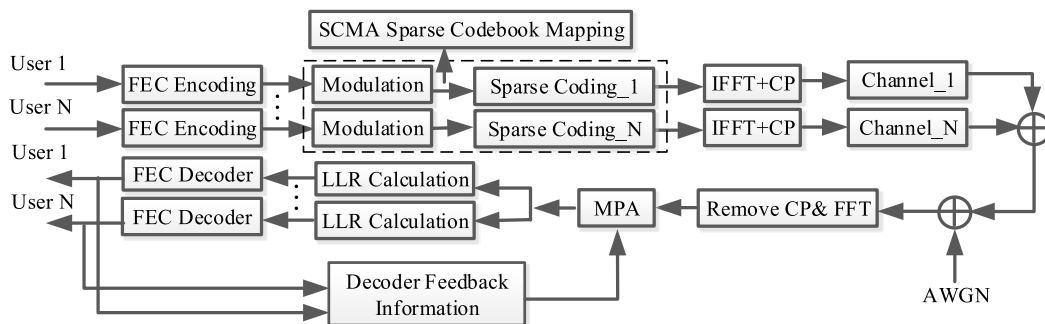 SCMA Sparse Codebook Mapping
User 1
FEC Encoding
Modulation
Sparse Coding_1
IFFT+CP
Channel_1
User N
FEC Encoding
Modulation
Sparse Coding_N
IFFT+CP
Channel_N
User 1
FEC Decoder
LLR Calculation
User N
FEC Decoder
LLR Calculation
MPA
Remove CP& FFT
Decoder Feedback
Information
AWGN